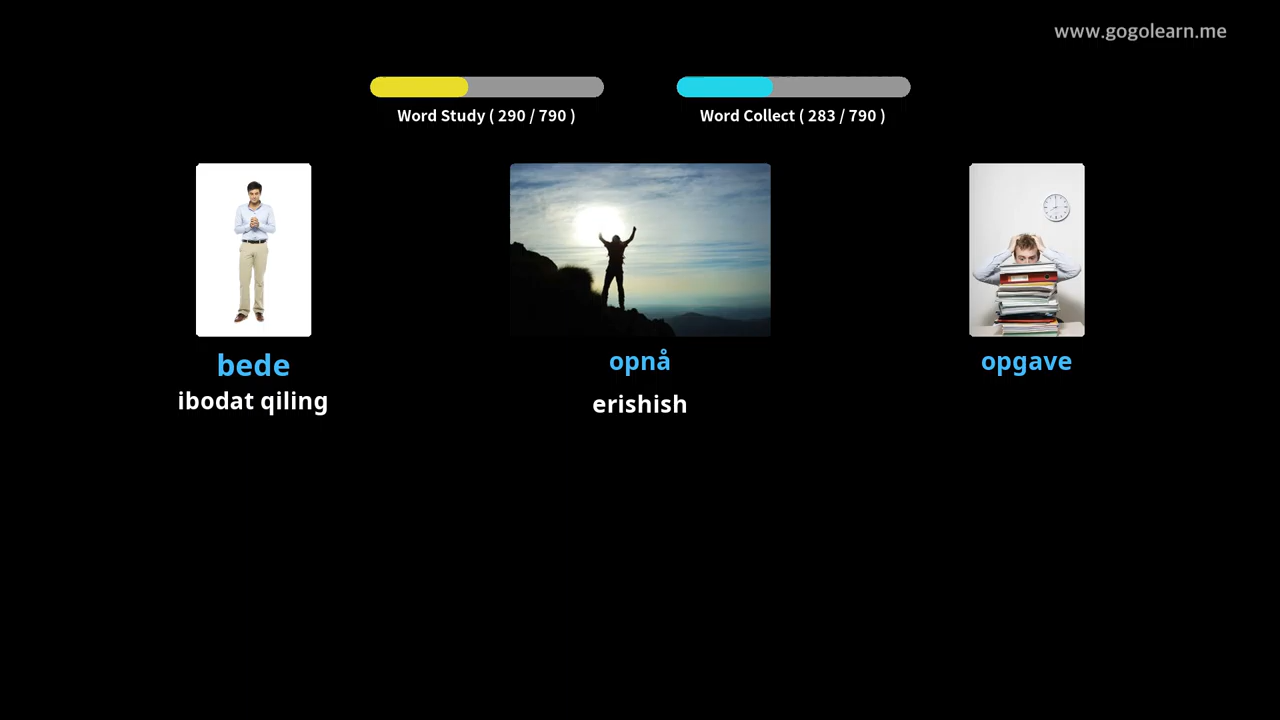 www.gogolearn.me
Word Study ( 290 / 790 )
Word Collect ( 283 / 790 )
bede
ibodat qiling
opnå
erishish
opgave